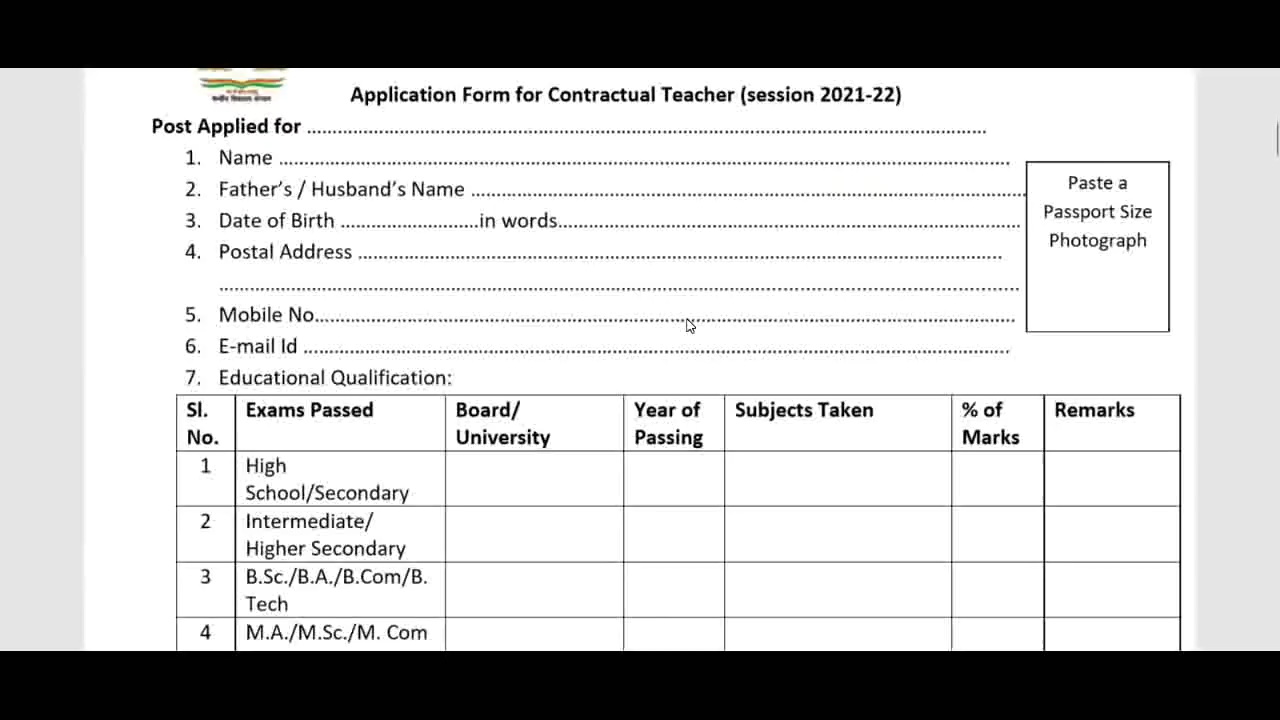 केन्द्रीय विद्यालय संगठन
Application Form for Contractual Teacher (session 2021-22)
Post Applied for ........................................................................................................................................
1. Name ..................................................................................................................................................
2. Father's / Husband's Name ...............................................................................................................
3. Date of Birth ............................in words............................................................................................
4. Postal Address .................................................................................................................................
................................................................................................................................................................
5. Mobile No............................................................................................................................................
6. E-mail Id .............................................................................................................................................
Paste a
Passport Size
Photograph
7. Educational Qualification:
Sl. No. Exams Passed Board/ University Year of Passing Subjects Taken % of Marks Remarks
1 High School/Secondary
2 Intermediate/ Higher Secondary
3 B.Sc./B.A./B.Com/B. Tech
4 M.A./M.Sc./M. Com